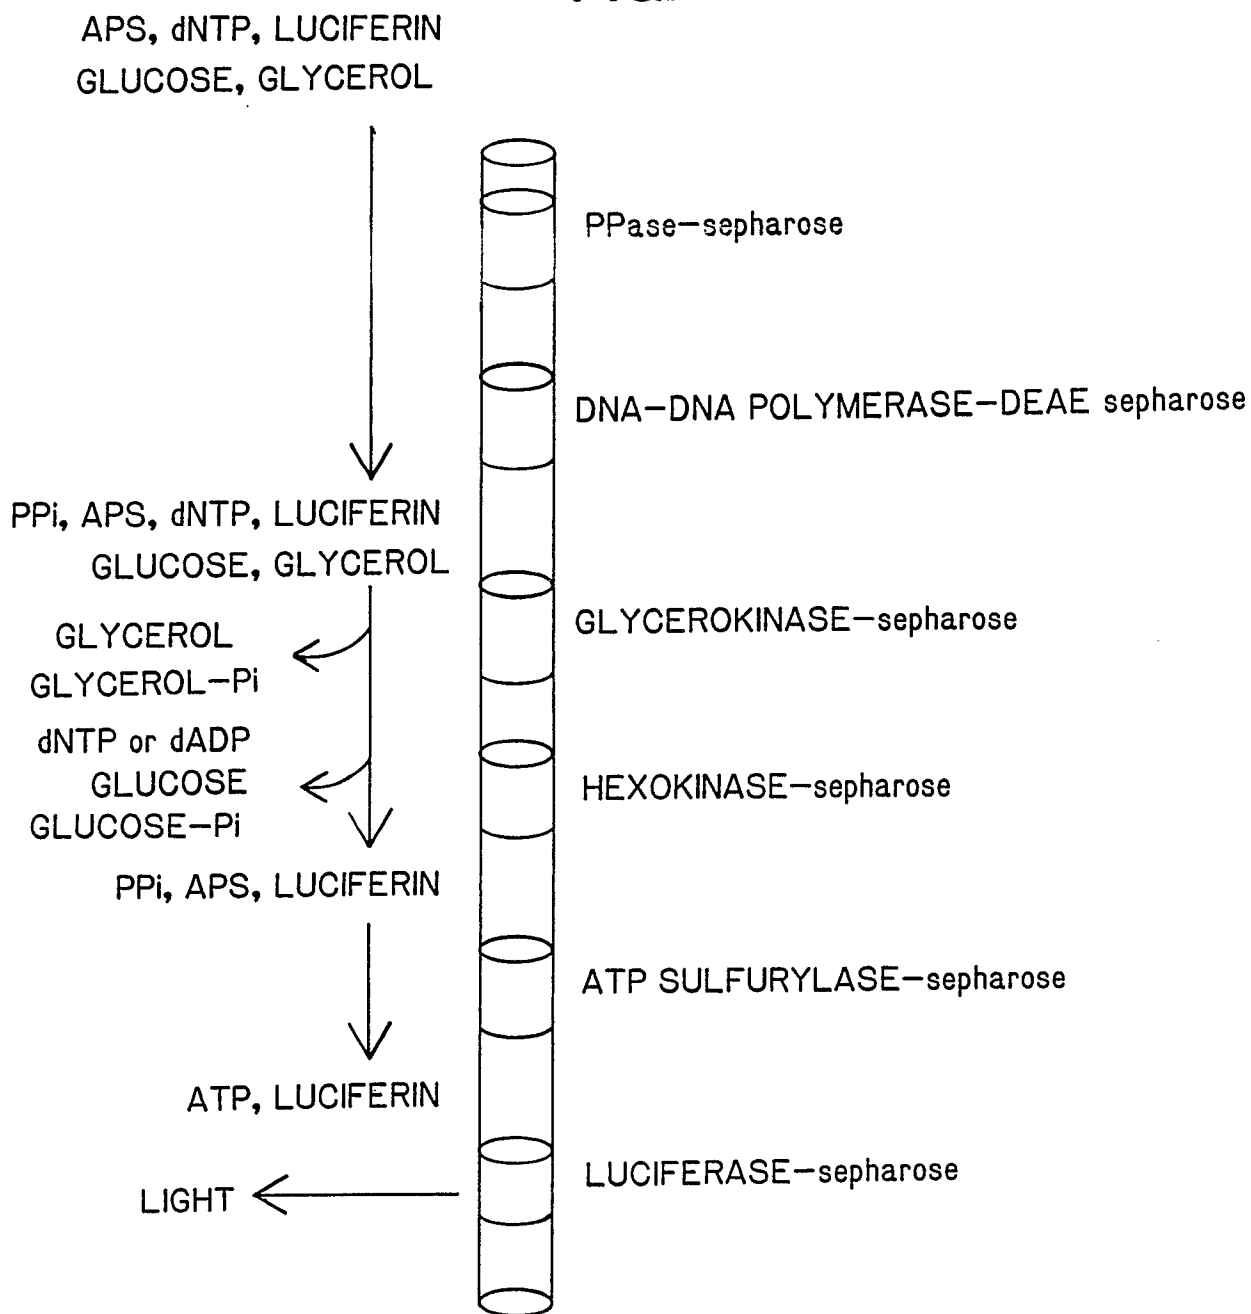 APS, dNTP, LUCIFERIN
GLUCOSE, GLYCEROL
PPase–sepharose
DNA–DNA POLYMERASE–DEAE sepharose
PPi, APS, dNTP, LUCIFERIN
GLUCOSE, GLYCEROL
GLYCEROKINASE–sepharose
GLYCEROL
GLYCEROL–Pi
dNTP or dADP
GLUCOSE
GLUCOSE–Pi
HEXOKINASE–sepharose
PPi, APS, LUCIFERIN
ATP SULFURYLASE–sepharose
ATP, LUCIFERIN
LUCIFERASE–sepharose
LIGHT